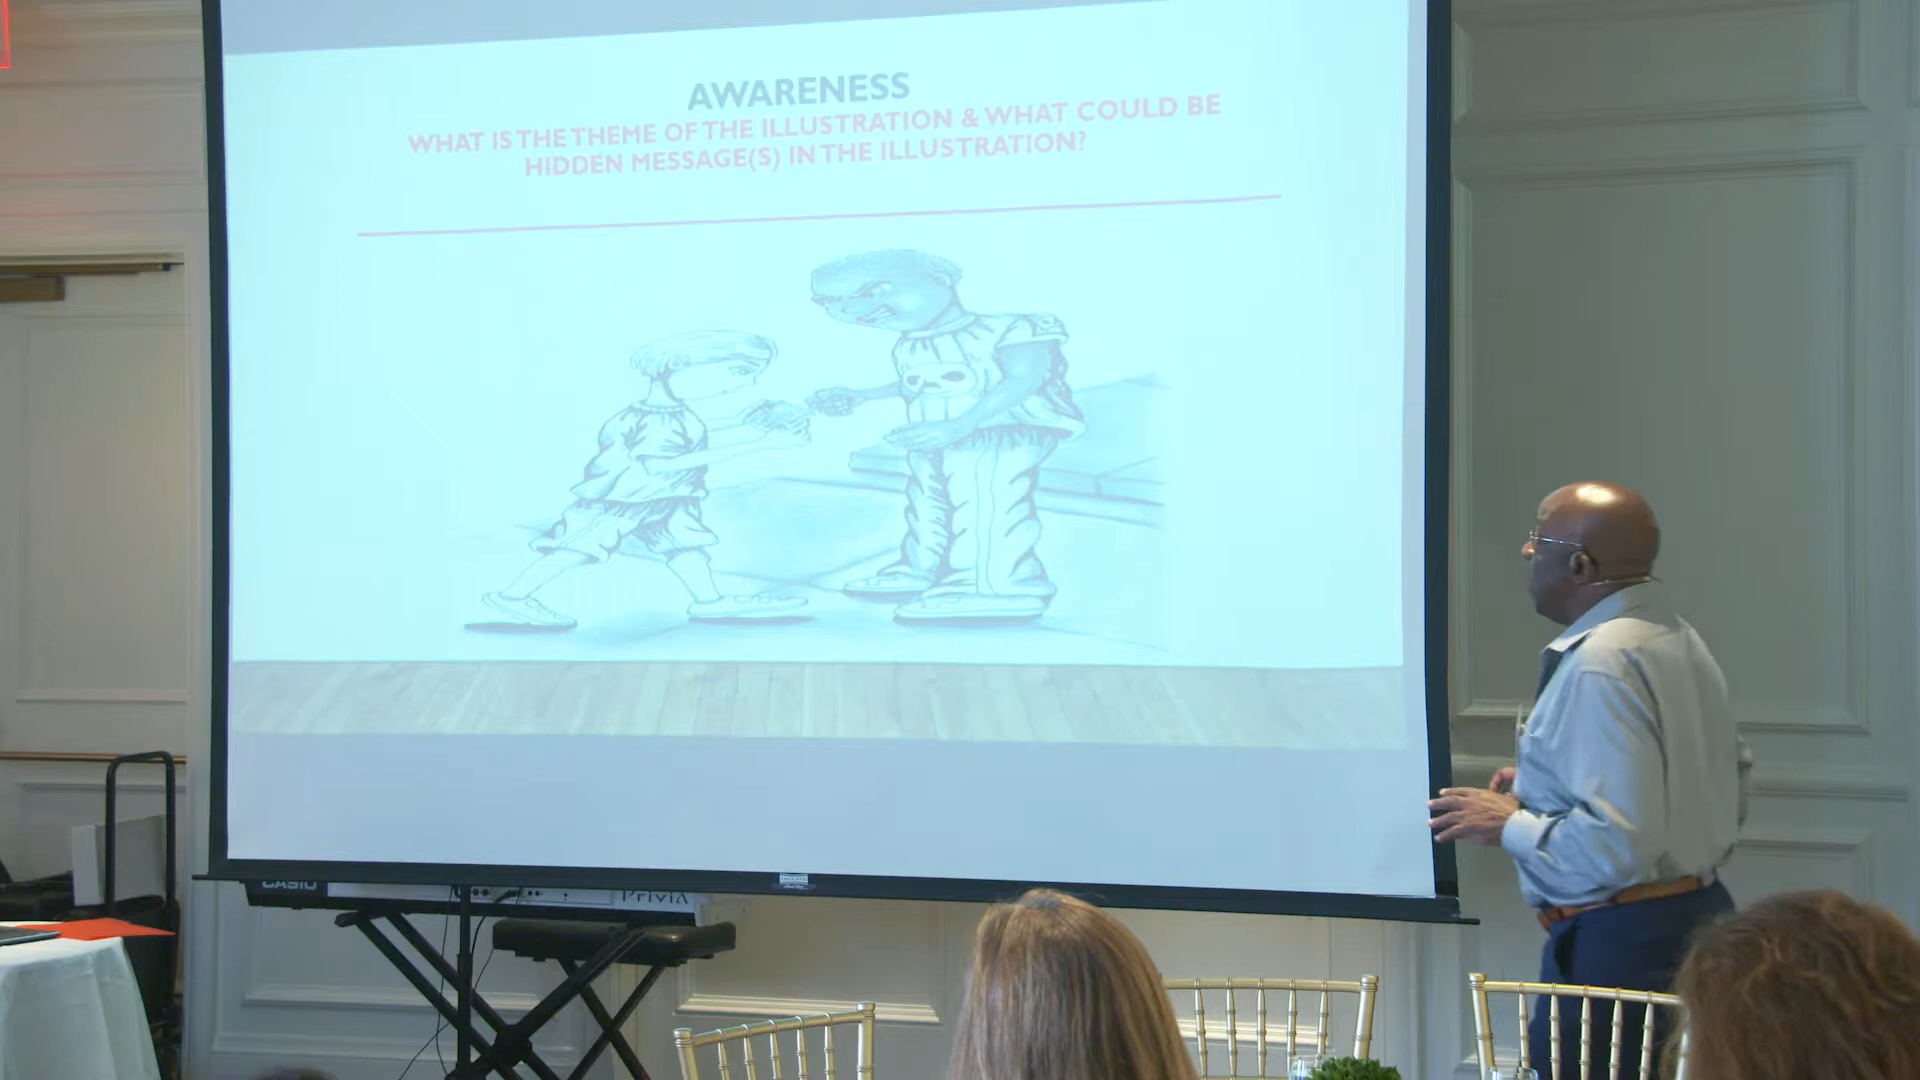 AWARENESS
WHAT IS THE THEME OF THE ILLUSTRATION & WHAT COULD BE
HIDDEN MESSAGE(S) IN THE ILLUSTRATION?
CASIO
PRIVIA